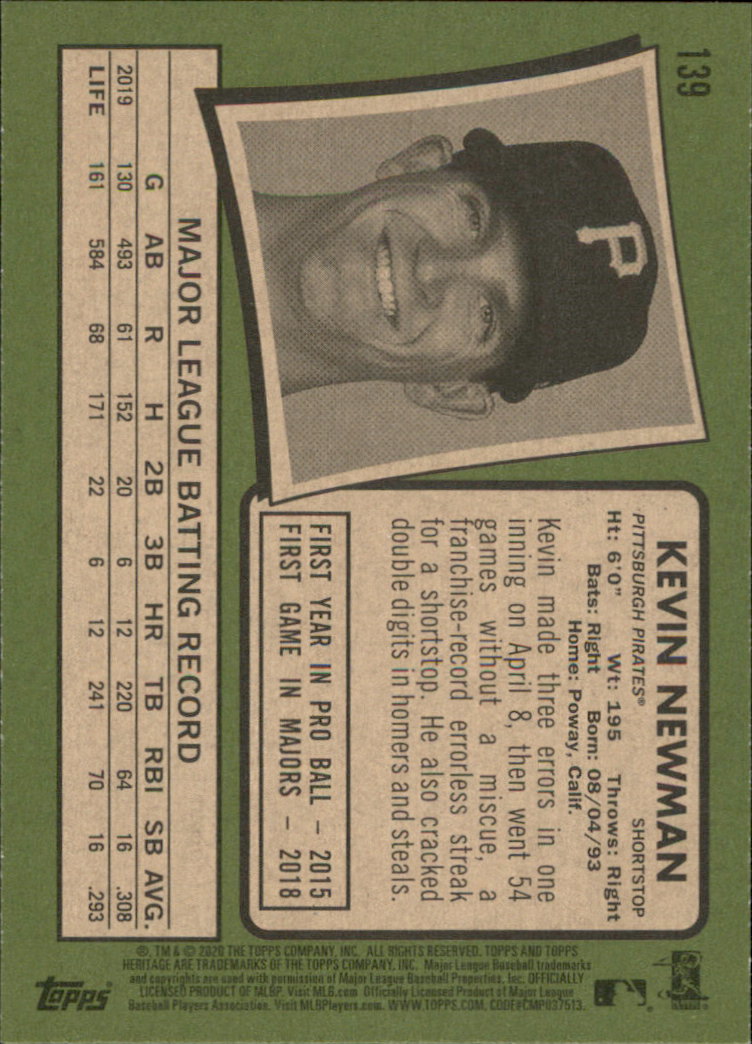 139
P
KEVIN NEWMAN
PITTSBURGH PIRATES® SHORTSTOP
Ht: 6'0" Wt: 195 Throws: Right
Bats: Right Born: 08/04/93
Home: Poway, Calif.
Kevin made three errors in one
inning on April 8, then went 54
games without a miscue, a
franchise-record errorless streak
for a shortstop. He also cracked
double digits in homers and steals.
FIRST YEAR IN PRO BALL – 2015
FIRST GAME IN MAJORS – 2018
MAJOR LEAGUE BATTING RECORD
G AB R H 2B 3B HR TB RBI SB AVG.
2019 130 493 61 152 20 6 12 220 64 16 .308
LIFE 161 584 68 171 22 6 12 241 70 16 .293
®, TM & © 2020 THE TOPPS COMPANY, INC. ALL RIGHTS RESERVED. TOPPS AND TOPPS
HERITAGE ARE TRADEMARKS OF THE TOPPS COMPANY, INC. Major League Baseball trademarks
and copyrights are used with permission of Major League Baseball Properties, Inc. OFFICIALLY
LICENSED PRODUCT OF MLBP. Visit MLB.com Officially Licensed Product of Major League
Baseball Players Association. Visit MLBPlayers.com. WWW.TOPPS.COM. CODE#CMP037513.
topps®